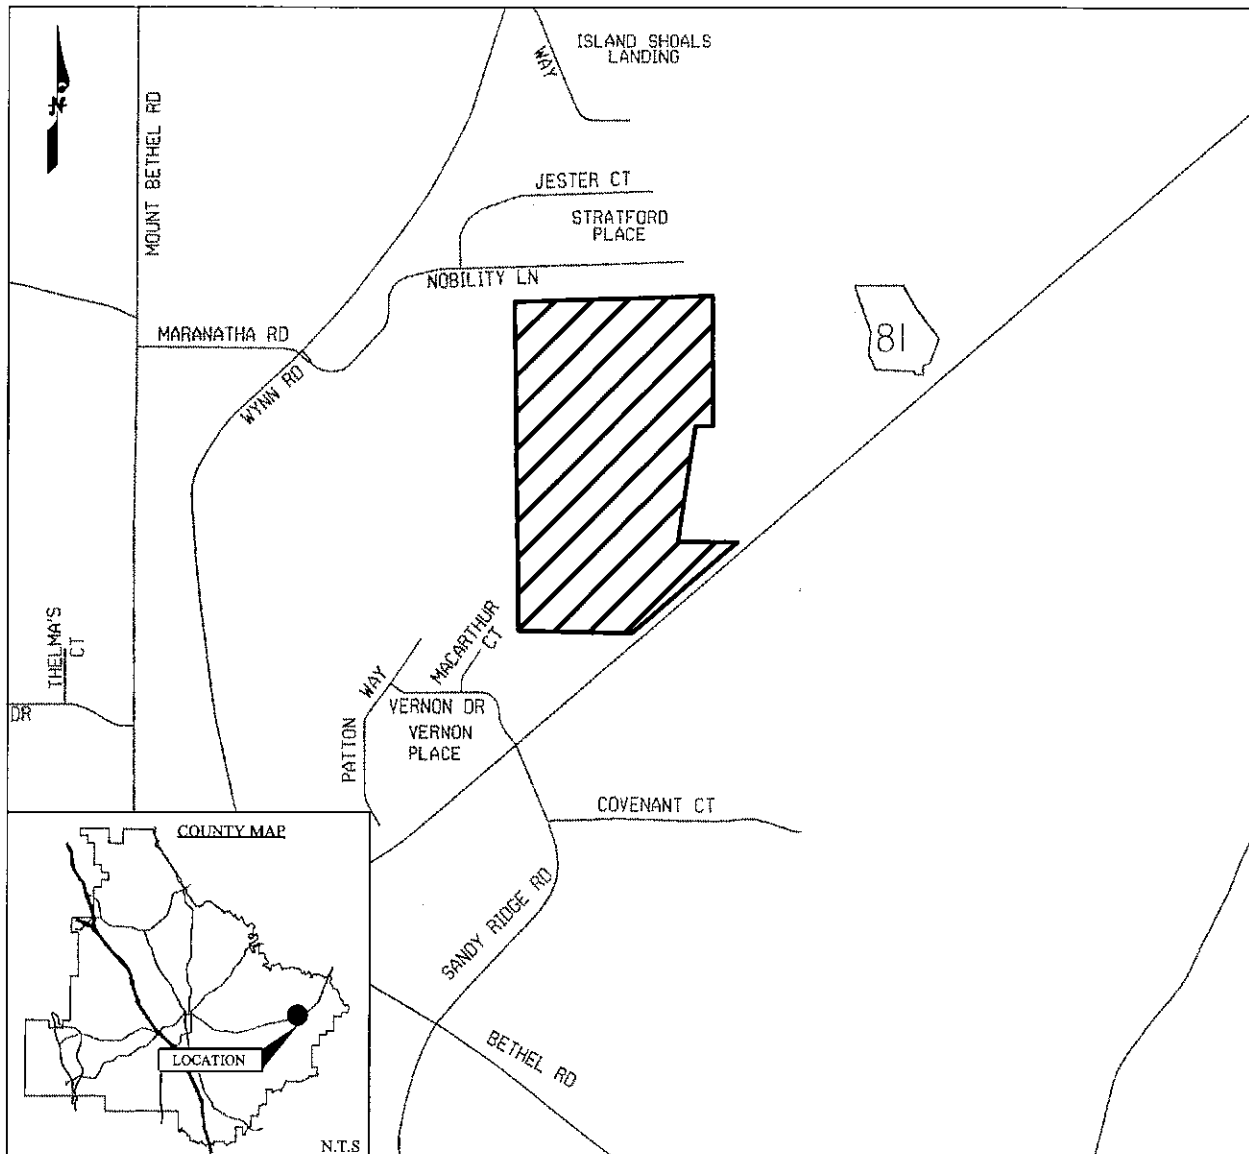 ISLAND SHOALS
LANDING
WAY
N
MOUNT BETHEL RD
JESTER CT
STRATFORD
PLACE
NOBILITY LN
MARANATHA RD
81
WYNN RD
THELMA'S
CT
DR
MACARTHUR
CT
WAY
PATTON
VERNON DR
VERNON
PLACE
COVENANT CT
SANDY RIDGE RD
BETHEL RD
COUNTY MAP
LOCATION
N.T.S